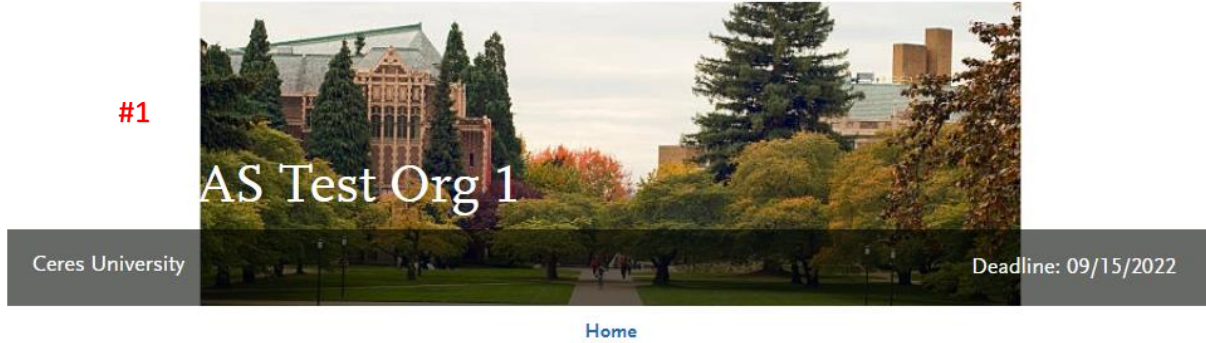 #1
AS Test Org 1
Ceres University
Deadline: 09/15/2022
Home